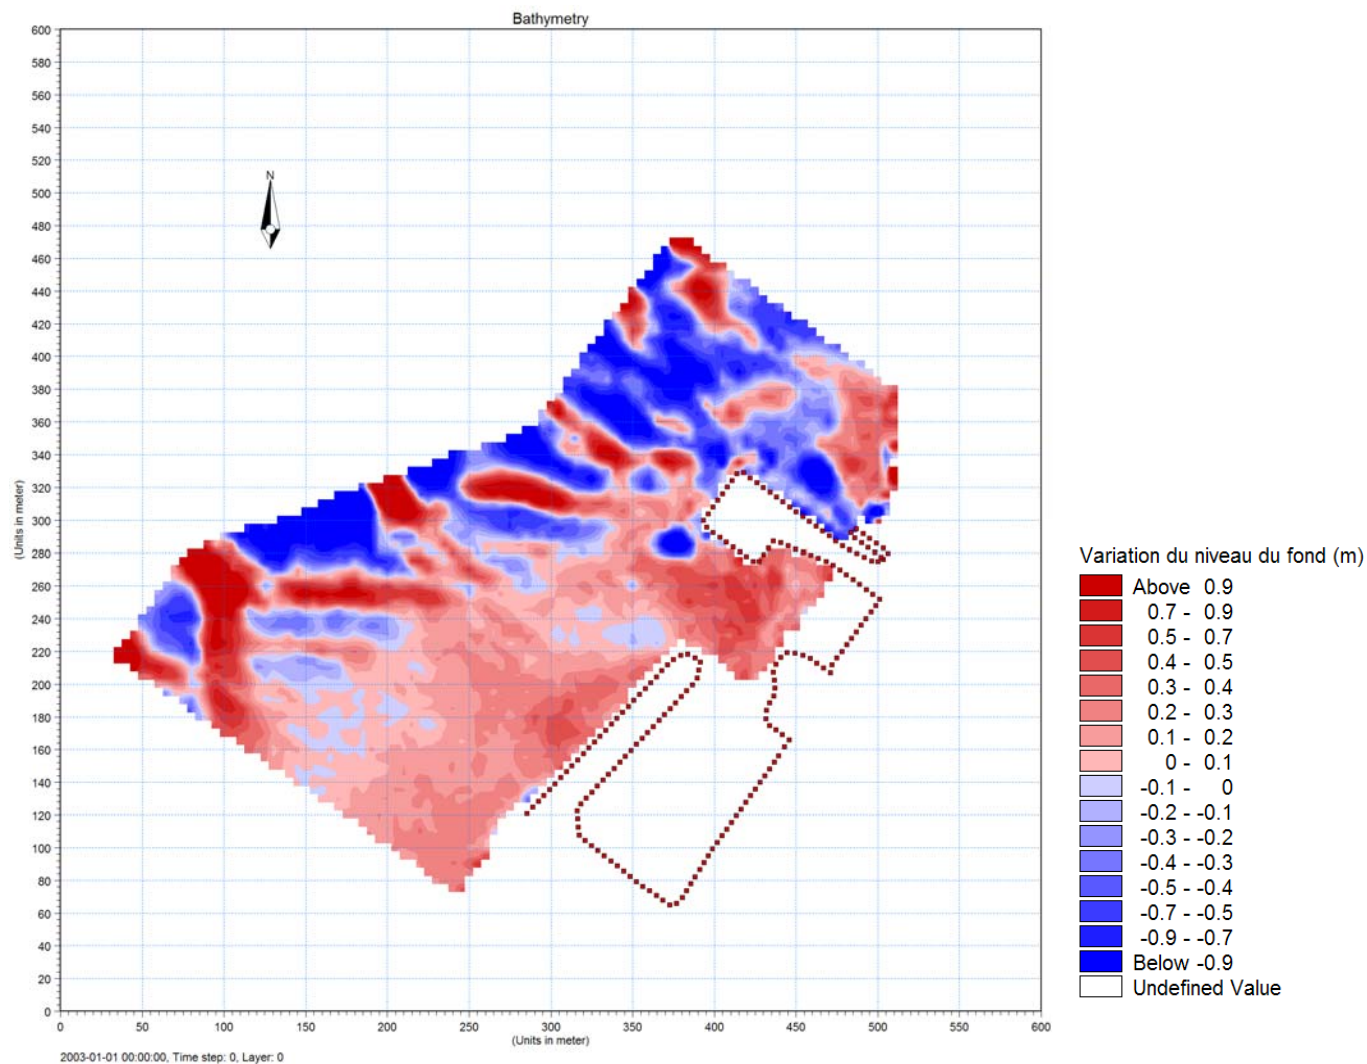 Bathymetry
600
580
560
540
520
500
480
460
440
420
400
380
360
340
320
300
280
260
240
220
200
180
160
140
120
100
80
60
40
20
0
(Units in meter)
N
0 50 100 150 200 250 300 350 400 450 500 550 600
(Units in meter)
2003-01-01 00:00:00, Time step: 0, Layer: 0
Variation du niveau du fond (m)
Above 0.9
0.7 - 0.9
0.5 - 0.7
0.4 - 0.5
0.3 - 0.4
0.2 - 0.3
0.1 - 0.2
0 - 0.1
-0.1 - 0
-0.2 - -0.1
-0.3 - -0.2
-0.4 - -0.3
-0.5 - -0.4
-0.7 - -0.5
-0.9 - -0.7
Below -0.9
Undefined Value